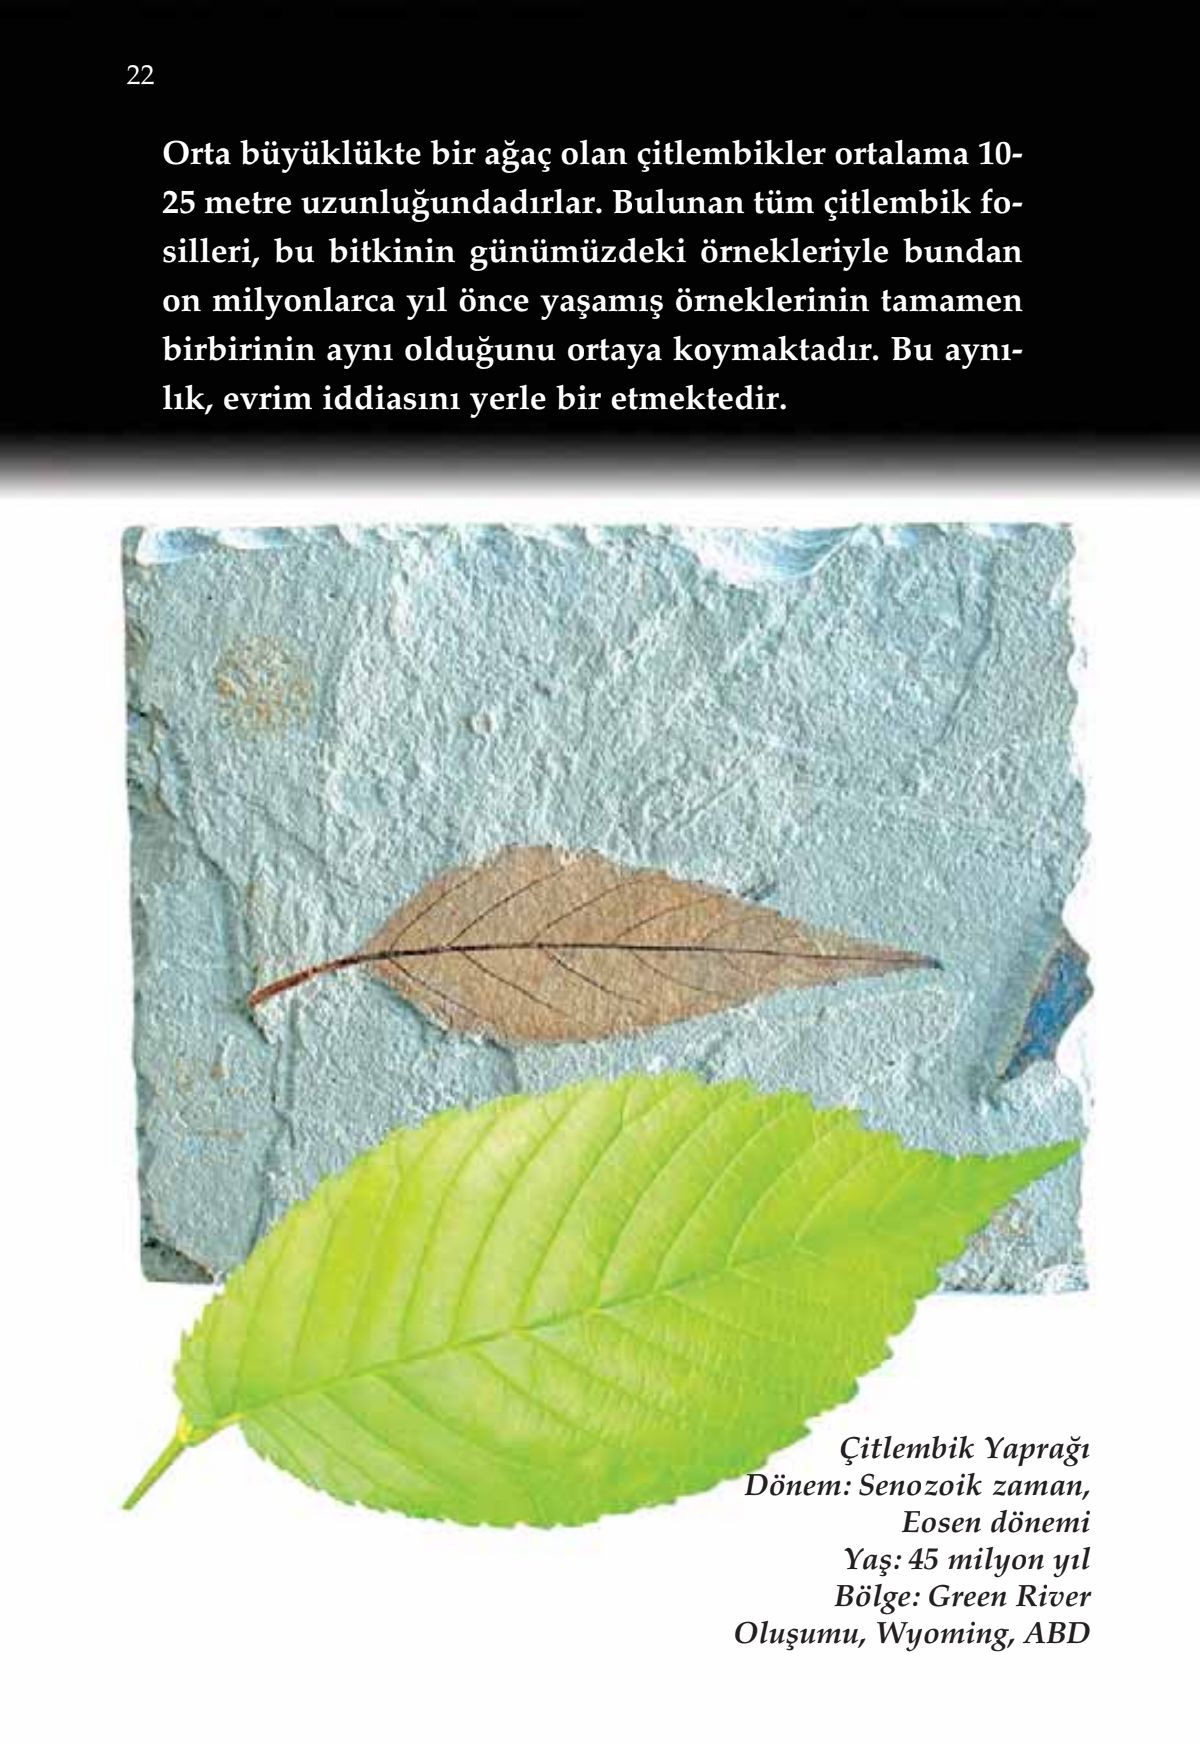 22
Orta büyüklükte bir ağaç olan çitlembikler ortalama 10-
25 metre uzunluğundadırlar. Bulunan tüm çitlembik fo-
silleri, bu bitkinin günümüzdeki örnekleriyle bundan
on milyonlarca yıl önce yaşamış örneklerinin tamamen
birbirinin aynı olduğunu ortaya koymaktadır. Bu aynı-
lık, evrim iddiasını yerle bir etmektedir.
Çitlembik Yaprağı
Dönem: Senozoik zaman,
Eosen dönemi
Yaş: 45 milyon yıl
Bölge: Green River
Oluşumu, Wyoming, ABD